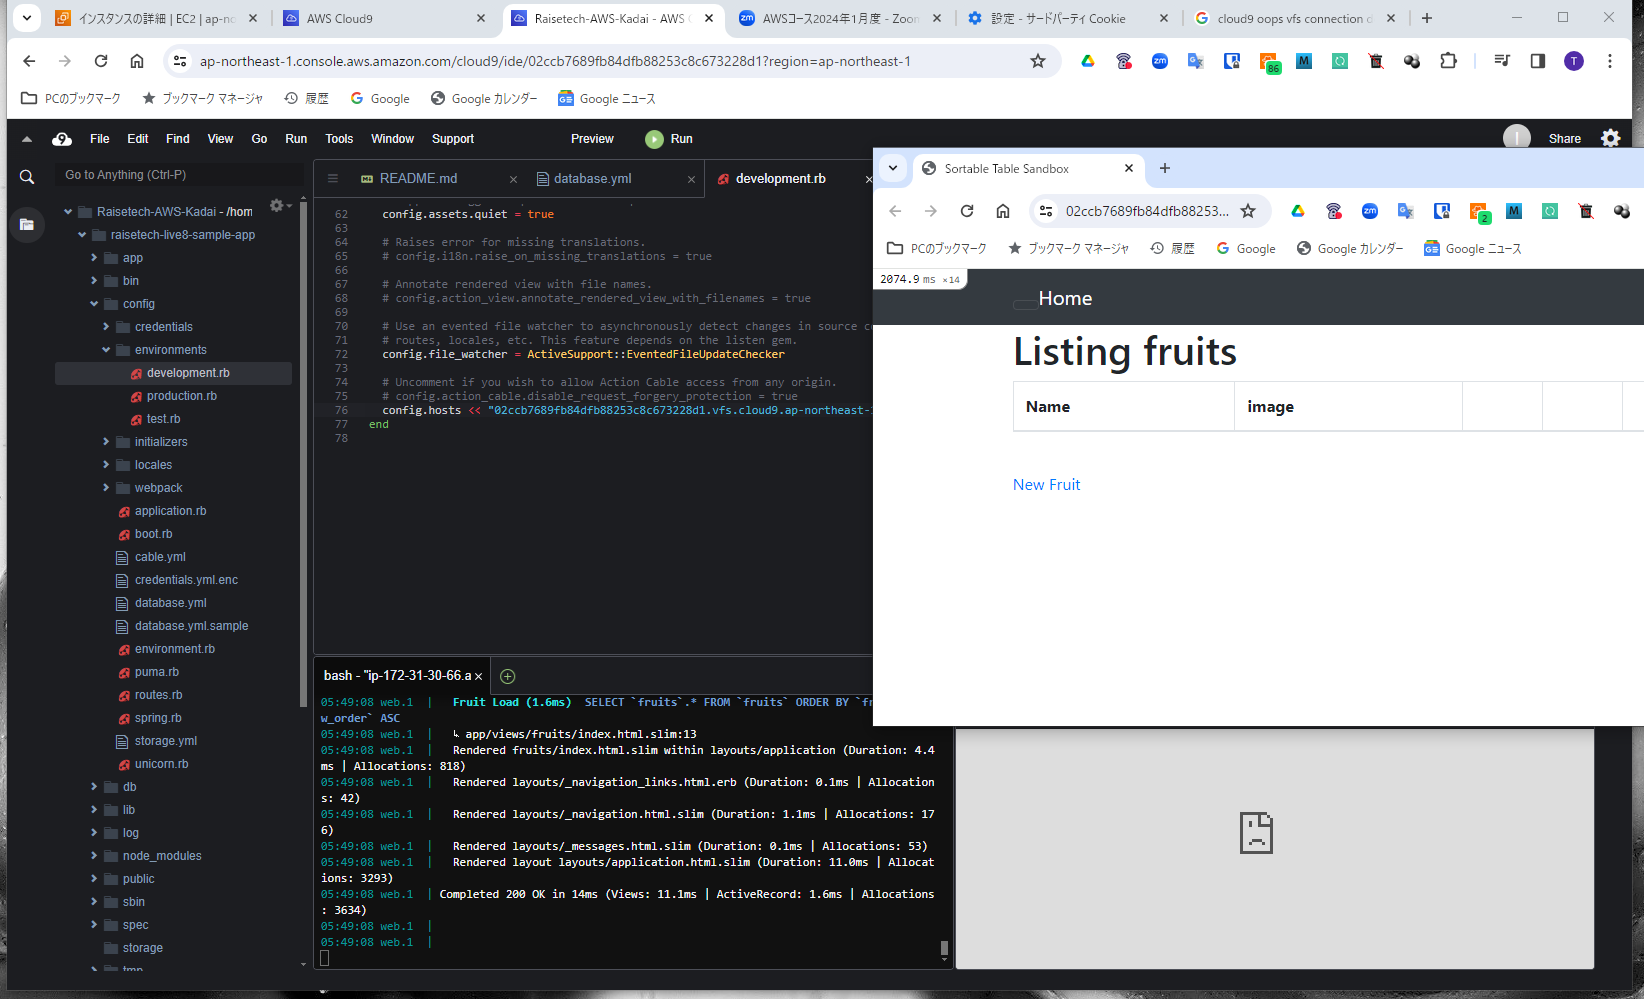 インスタンスの詳細 | EC2 | ap-nc
AWS Cloud9
Raisetech-AWS-Kadai - AWS C
AWSコース2024年1月度 - Zoom
設定 - サードパーティ Cookie
cloud9 oops vfs connection d
ap-northeast-1.console.aws.amazon.com/cloud9/ide/02ccb7689fb84dfb88253c8c673228d1?region=ap-northeast-1
86
T
PCのブックマーク
ブックマーク マネージャ
履歴
Google
Google カレンダー
Google ニュース
File Edit Find View Go Run Tools Window Support Preview Run
Share
Go to Anything (Ctrl-P)
README.md
database.yml
development.rb
Raisetech-AWS-Kadai - /hom
raisetech-live8-sample-app
app
bin
config
credentials
environments
development.rb
production.rb
test.rb
initializers
locales
webpack
application.rb
boot.rb
cable.yml
credentials.yml.enc
database.yml
database.yml.sample
environment.rb
puma.rb
routes.rb
spring.rb
storage.yml
unicorn.rb
db
lib
log
node_modules
public
sbin
spec
storage
tmp
62 config.assets.quiet = true
63
64 # Raises error for missing translations.
65 # config.i18n.raise_on_missing_translations = true
66
67 # Annotate rendered view with file names.
68 # config.action_view.annotate_rendered_view_with_filenames = true
69
70 # Use an evented file watcher to asynchronously detect changes in source c
71 # routes, locales, etc. This feature depends on the listen gem.
72 config.file_watcher = ActiveSupport::EventedFileUpdateChecker
73
74 # Uncomment if you wish to allow Action Cable access from any origin.
75 # config.action_cable.disable_request_forgery_protection = true
76 config.hosts << "02ccb7689fb84dfb88253c8c673228d1.vfs.cloud9.ap-northeast-1
77 end
78
bash - "ip-172-31-30-66.a
05:49:08 web.1 | Fruit Load (1.6ms) SELECT `fruits`.* FROM `fruits` ORDER BY `fr
w_order` ASC
05:49:08 web.1 | ↳ app/views/fruits/index.html.slim:13
05:49:08 web.1 | Rendered fruits/index.html.slim within layouts/application (Duration: 4.4
ms | Allocations: 818)
05:49:08 web.1 | Rendered layouts/_navigation_links.html.erb (Duration: 0.1ms | Allocation
s: 42)
05:49:08 web.1 | Rendered layouts/_navigation.html.slim (Duration: 1.1ms | Allocations: 17
6)
05:49:08 web.1 | Rendered layouts/_messages.html.slim (Duration: 0.1ms | Allocations: 53)
05:49:08 web.1 | Rendered layout layouts/application.html.slim (Duration: 11.0ms | Allocat
ions: 3293)
05:49:08 web.1 | Completed 200 OK in 14ms (Views: 11.1ms | ActiveRecord: 1.6ms | Allocations
: 3634)
05:49:08 web.1 |
05:49:08 web.1 |
Sortable Table Sandbox
02ccb7689fb84dfb88253...
2
PCのブックマーク
ブックマーク マネージャ
履歴
Google
Google カレンダー
Google ニュース
2074.9 ms ×14
Home
Listing fruits
Name image
New Fruit